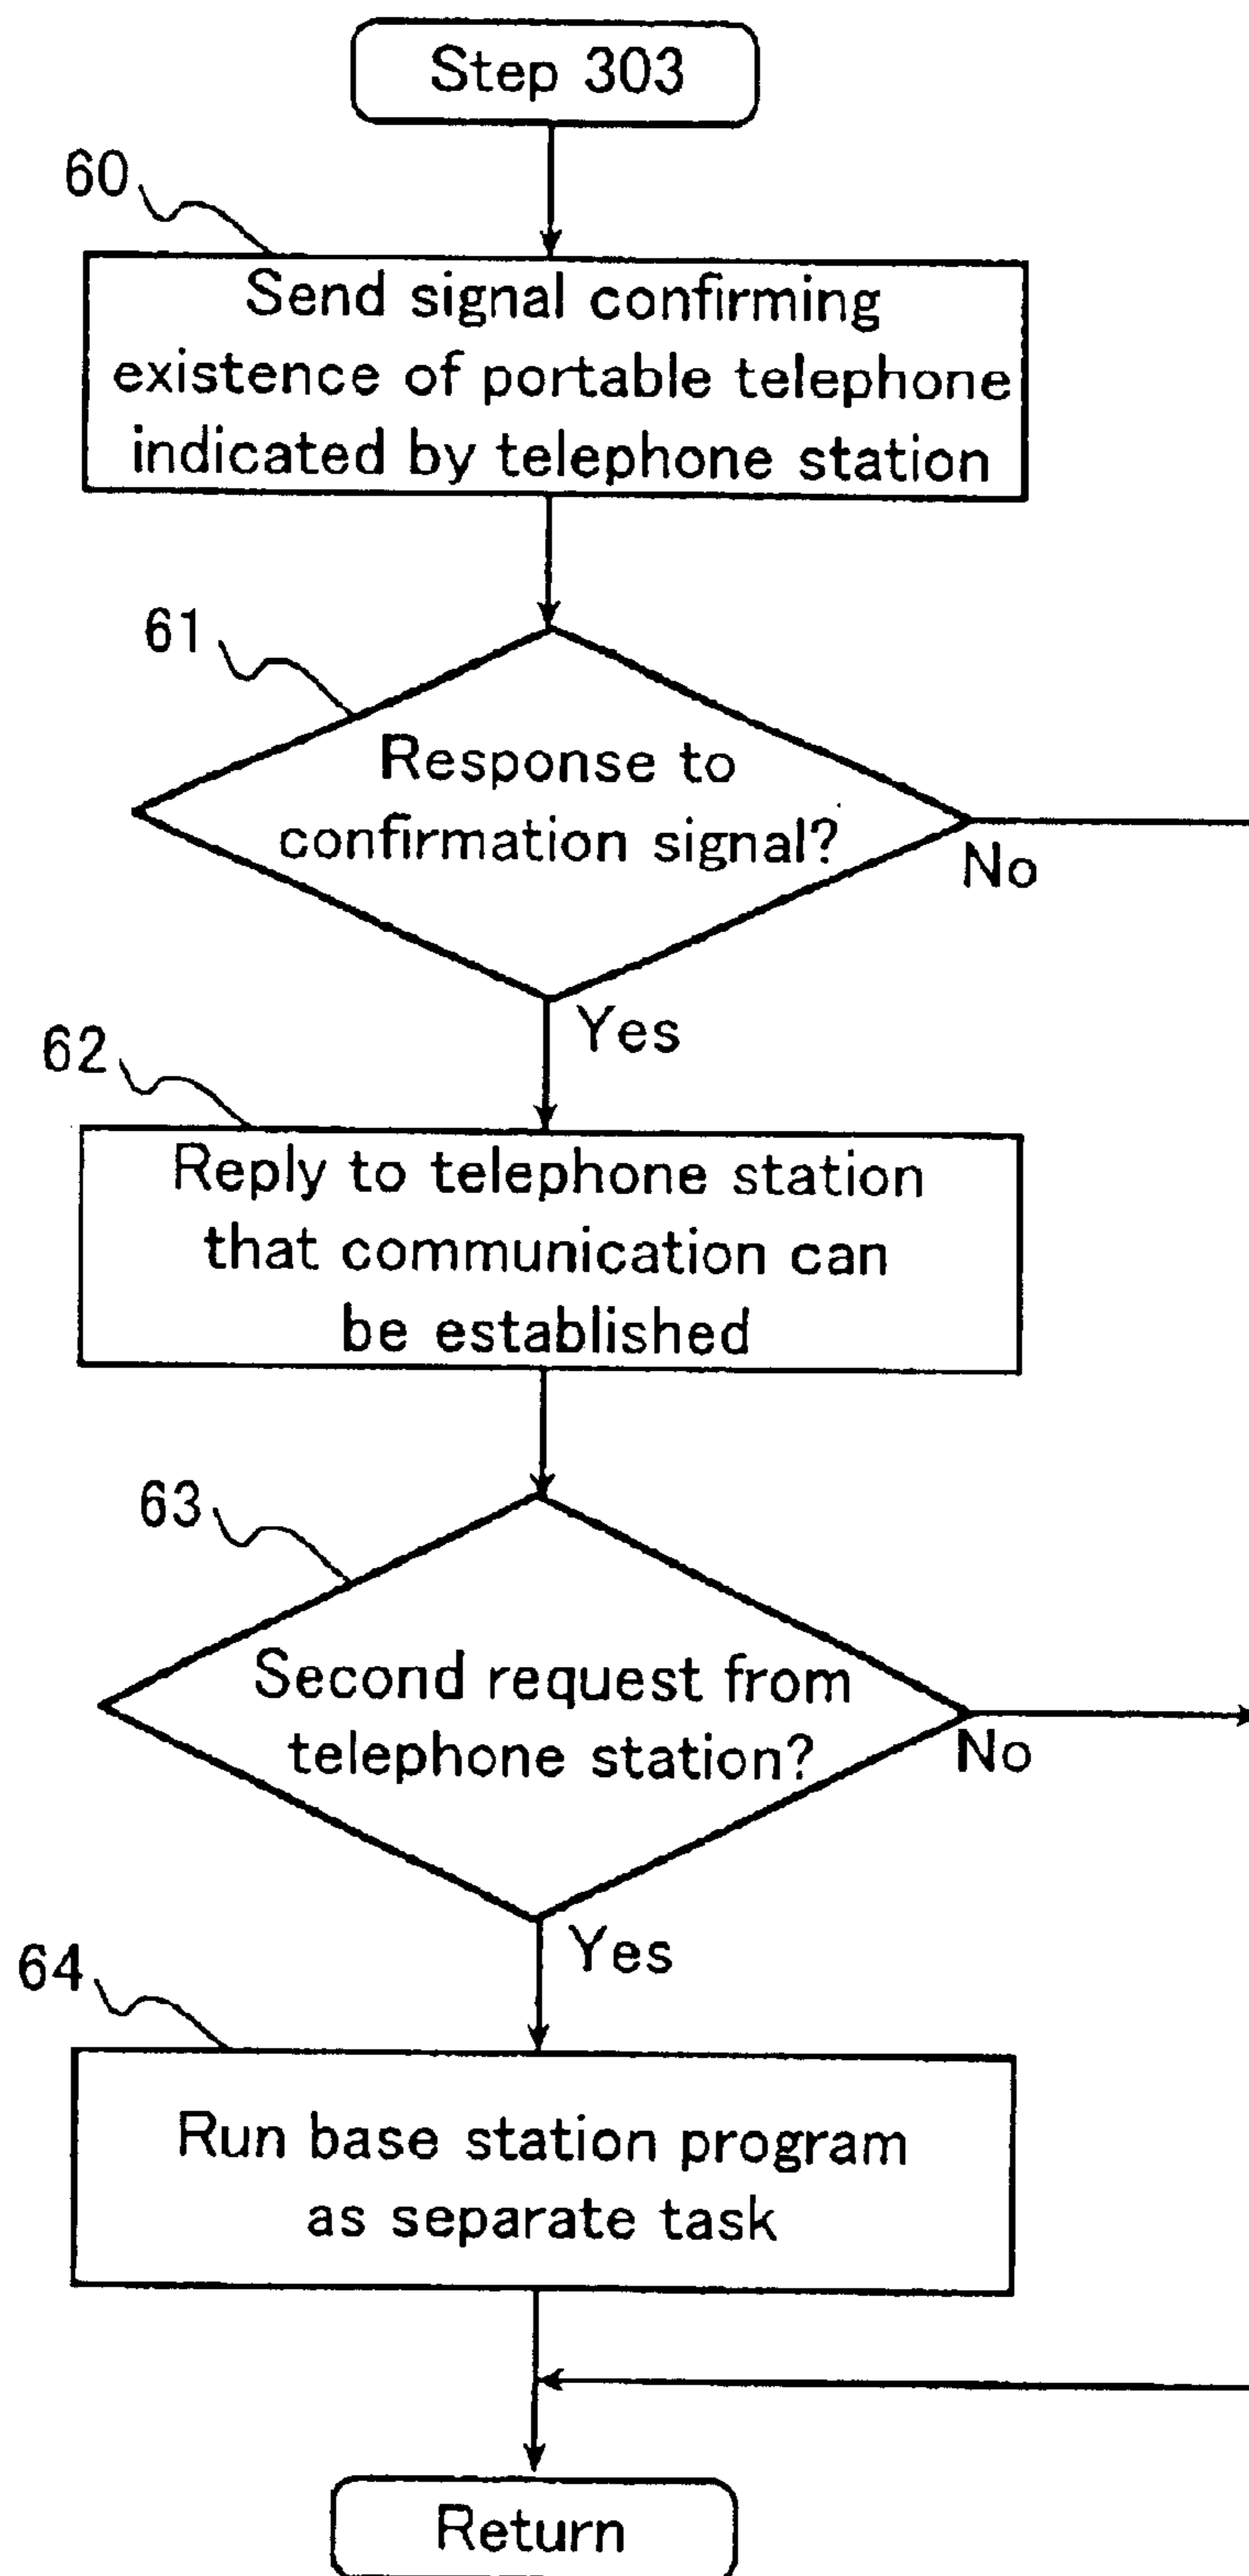 Step 303
60
Send signal confirming
existence of portable telephone
indicated by telephone station
61
Response to
confirmation signal?
No
Yes
62
Reply to telephone station
that communication can
be established
63
Second request from
telephone station?
No
Yes
64
Run base station program
as separate task
Return